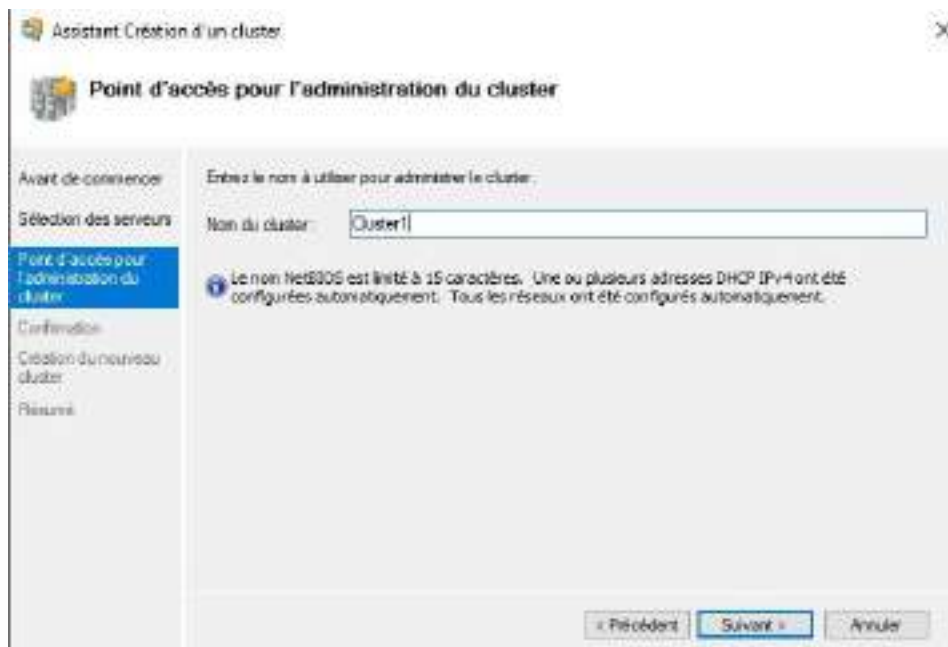 Assistant Création d'un cluster
Point d'accès pour l'administration du cluster
Avant de commencer
Sélection des serveurs
Point d'accès pour
l'administration du
cluster
Confirmation
Création du nouveau
cluster
Résumé
Entrez le nom à utiliser pour administrer le cluster.
Nom du cluster:
Cluster1
Le nom NetBIOS est limité à 15 caractères. Une ou plusieurs adresses DHCP IPv4 ont été
configurées automatiquement. Tous les réseaux ont été configurés automatiquement.
< Précédent
Suivant >
Annuler